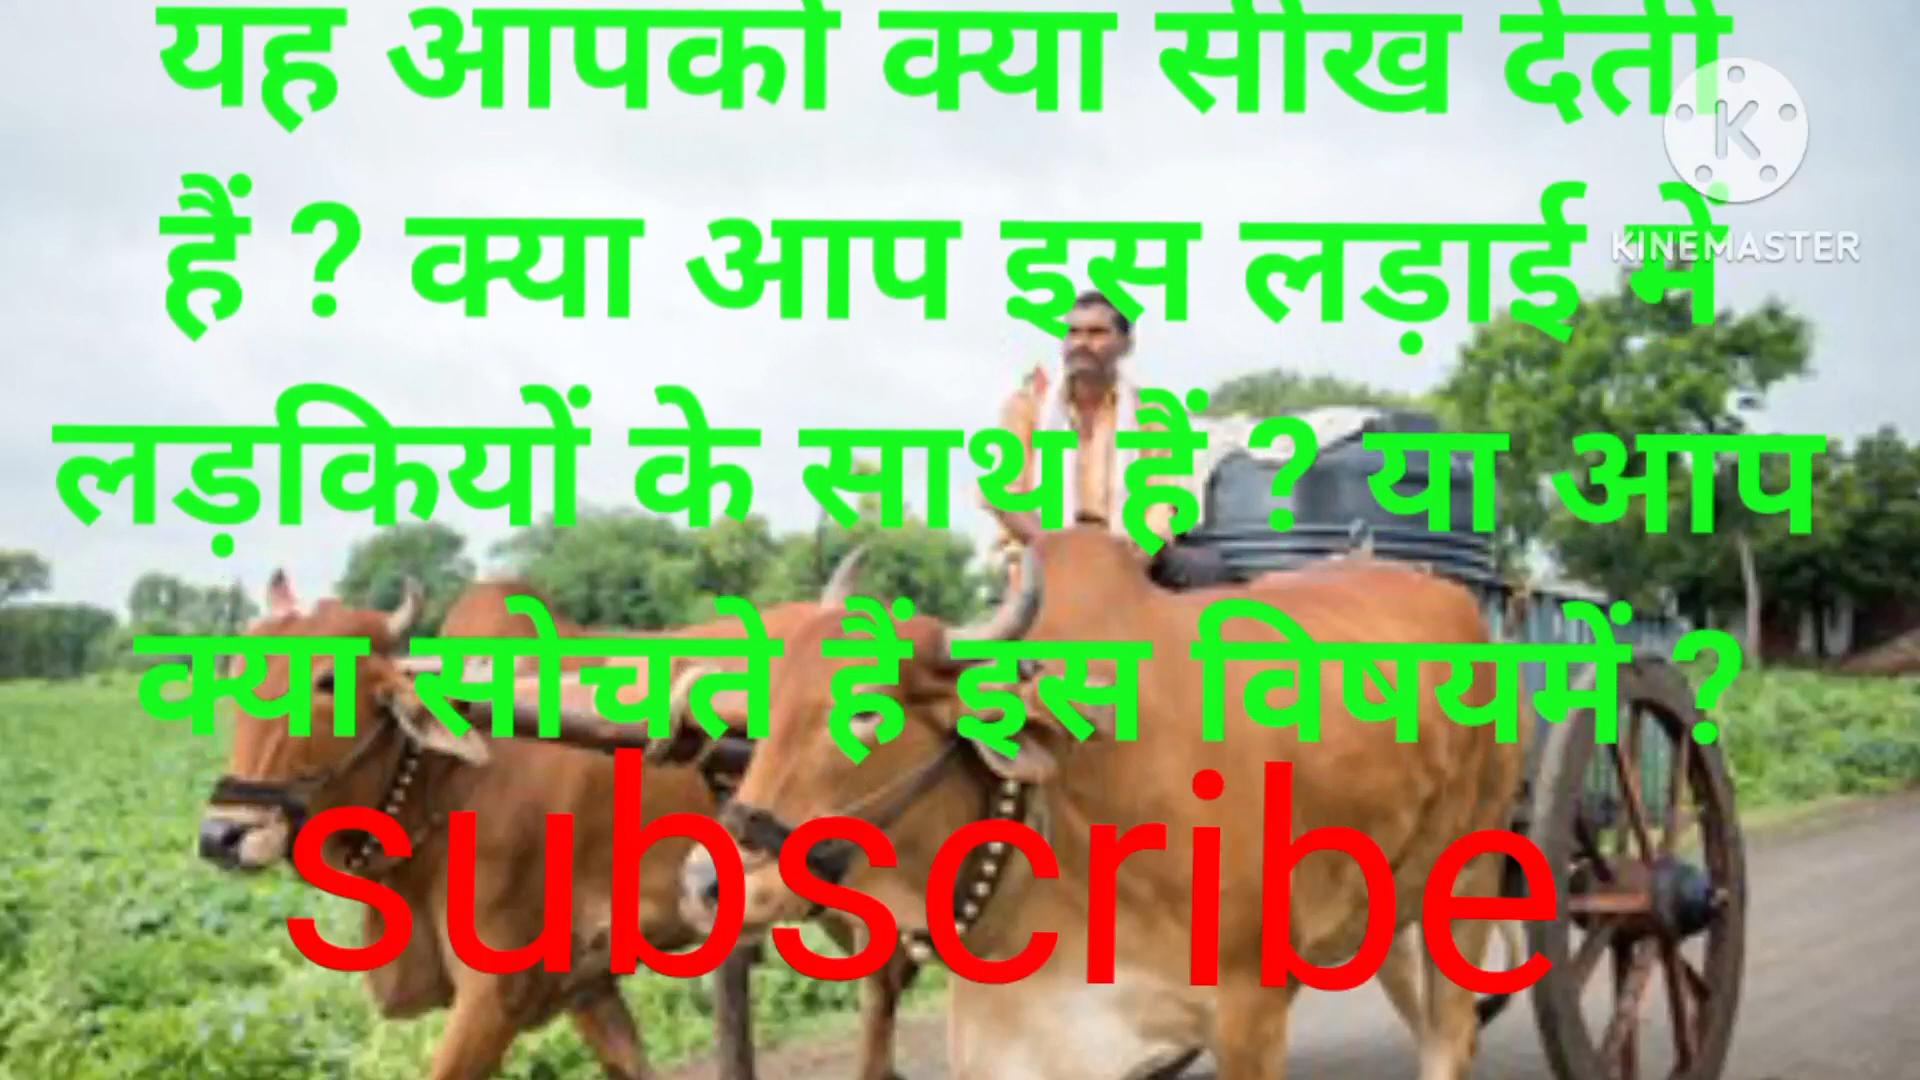 यह आपको क्या सीख देती
हैं ? क्या आप इस लड़ाई में
लड़कियों के साथ हैं ? या आप
क्या सोचते हैं इस विषयमें ?
subscribe
K
KINEMASTER